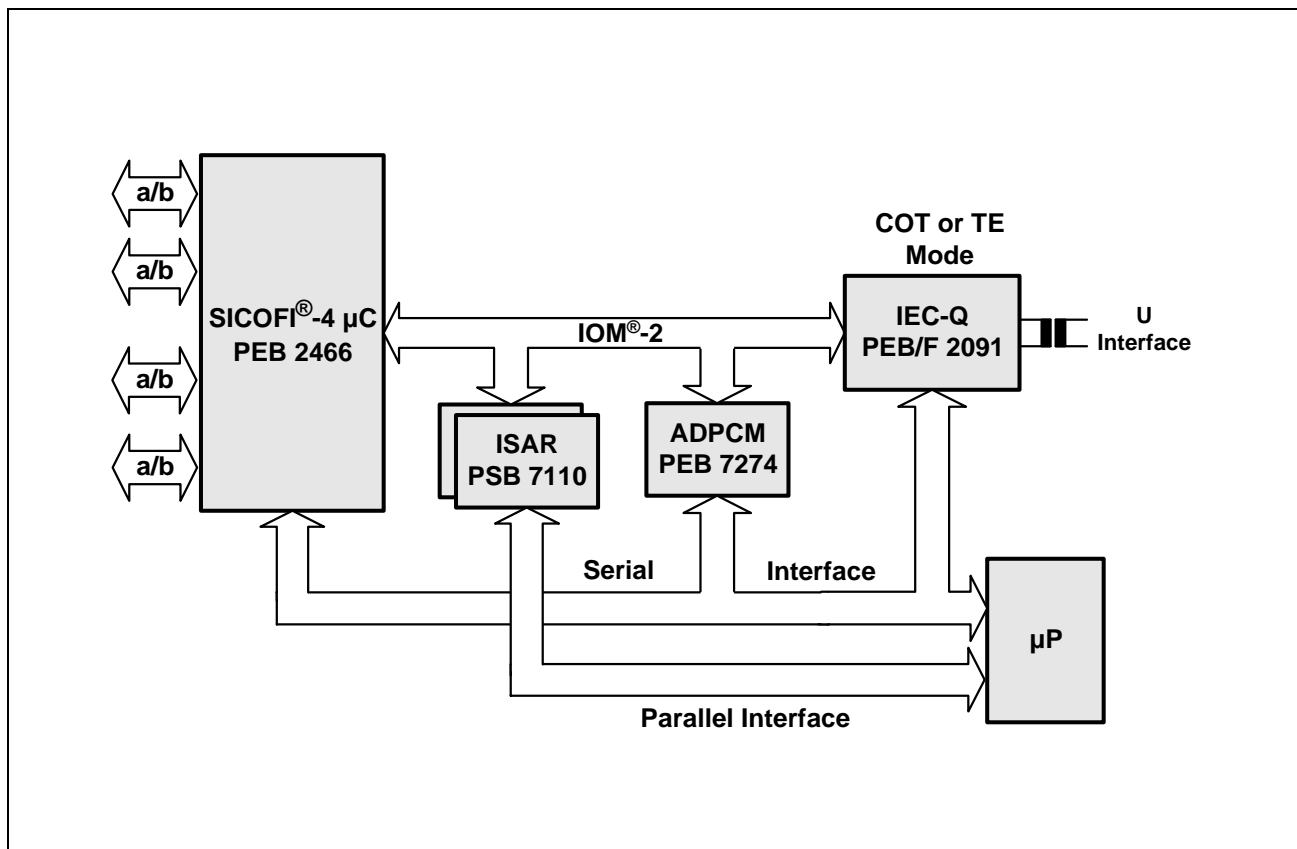 a/b
a/b
a/b
a/b
SICOFI®-4 µC
PEB 2466
IOM®-2
COT or TE
Mode
IEC-Q
PEB/F 2091
U
Interface
ISAR
PSB 7110
ADPCM
PEB 7274
Serial Interface
µP
Parallel Interface